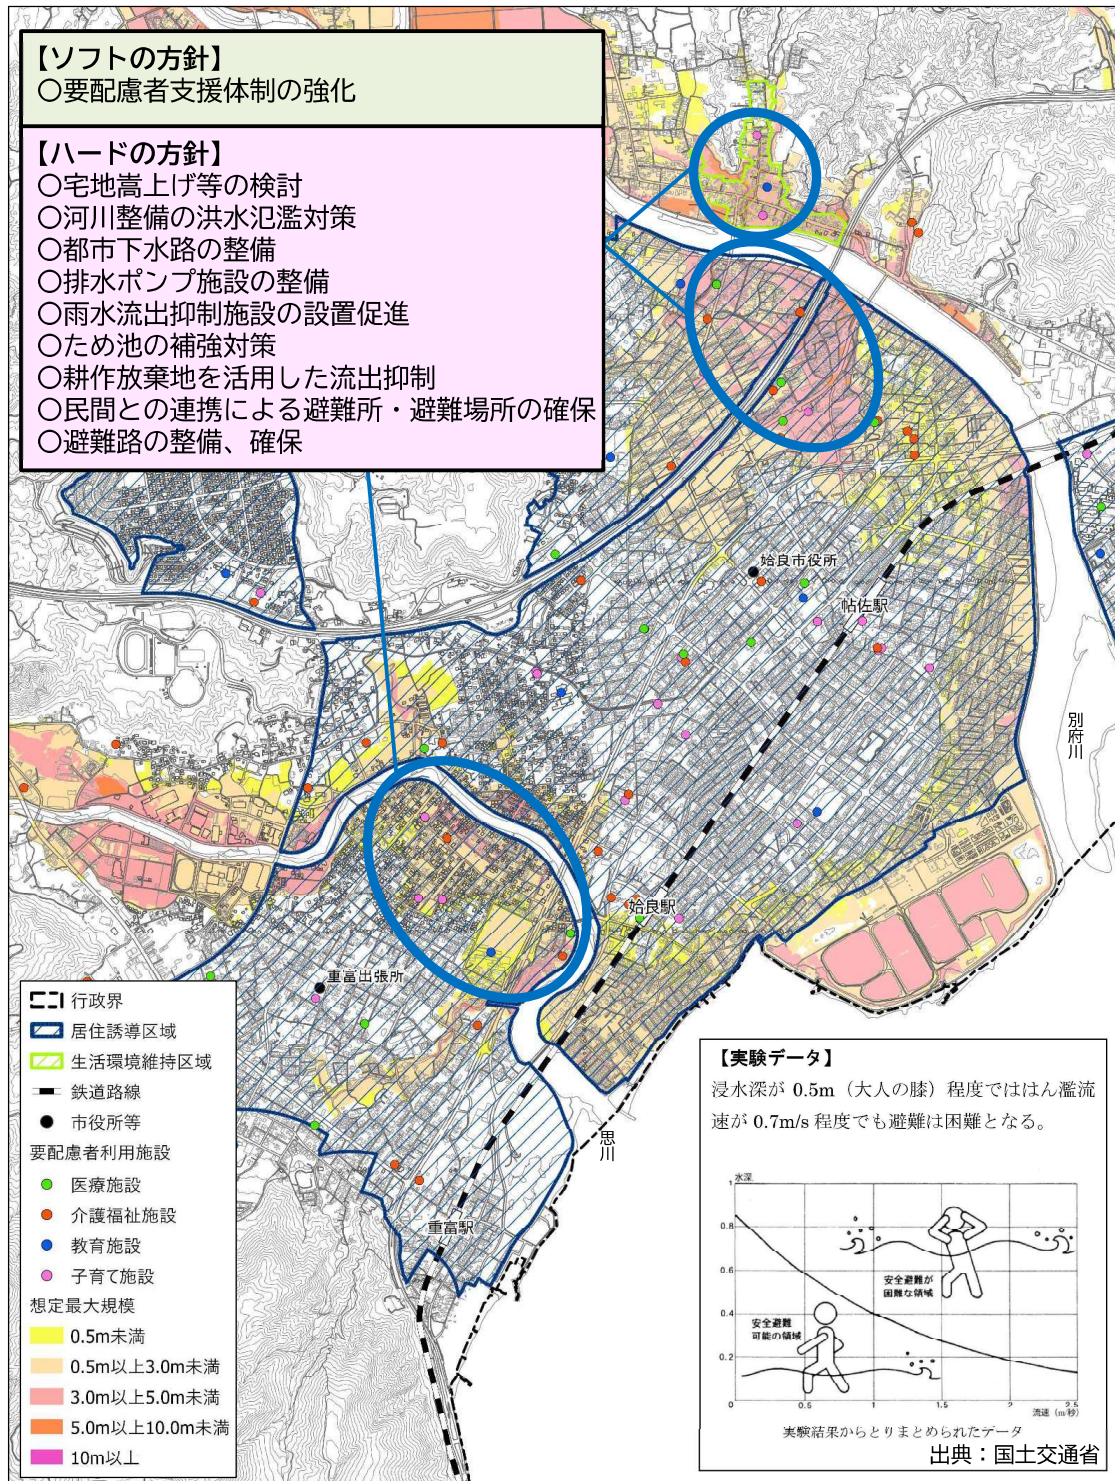 【ソフトの方針】
○要配慮者支援体制の強化
【ハードの方針】
○宅地嵩上げ等の検討
○河川整備の洪水氾濫対策
○都市下水路の整備
○排水ポンプ施設の整備
○雨水流出抑制施設の設置促進
○ため池の補強対策
○耕作放棄地を活用した流出抑制
○民間との連携による避難所・避難場所の確保
○避難路の整備、確保
姶良市役所
帖佐駅
別府川
姶良駅
重富出張所
思川
重富駅
行政界
居住誘導区域
生活環境維持区域
鉄道路線
市役所等
要配慮者利用施設
医療施設
介護福祉施設
教育施設
子育て施設
想定最大規模
0.5m未満
0.5m以上3.0m未満
3.0m以上5.0m未満
5.0m以上10.0m未満
10m以上
【実験データ】
浸水深が 0.5m（大人の膝）程度でははん濫流
速が 0.7m/s 程度でも避難は困難となる。
水深
1
0.8
0.6
0.4
0.2
安全避難が
困難な領域
安全避難
可能の領域
0 0.5 1 1.5 2 2.5
流速（m/秒）
実験結果からとりまとめられたデータ
出典：国土交通省